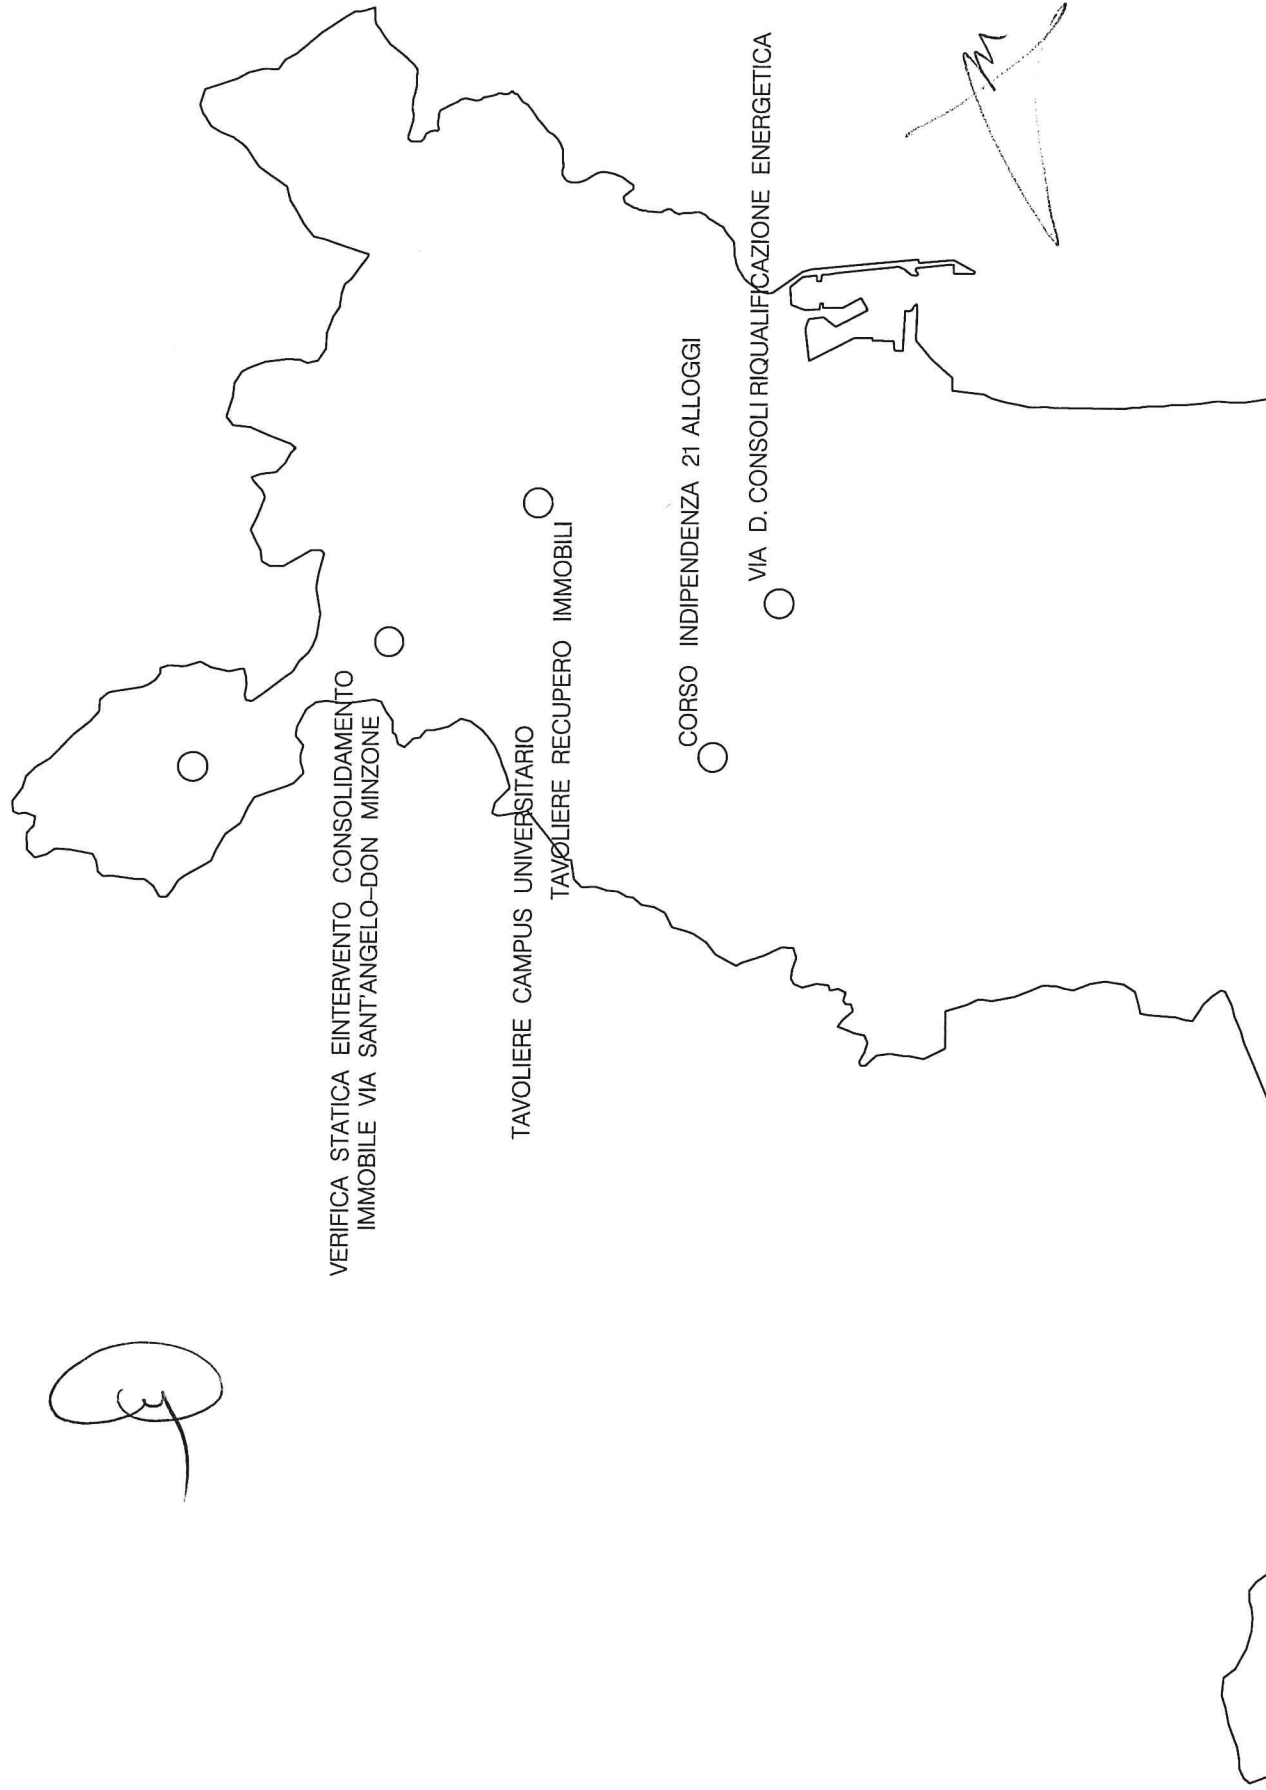 VERIFICA STATICA EINTERVENTO CONSOLIDAMENTO
IMMOBILE VIA SANT'ANGELO-DON MINZONE
TAVOLIERE CAMPUS UNIVERSITARIO
TAVOLIERE RECUPERO IMMOBILI
CORSO INDIPENDENZA 21 ALLOGGI
VIA D. CONSOLI RIQUALIFICAZIONE ENERGETICA